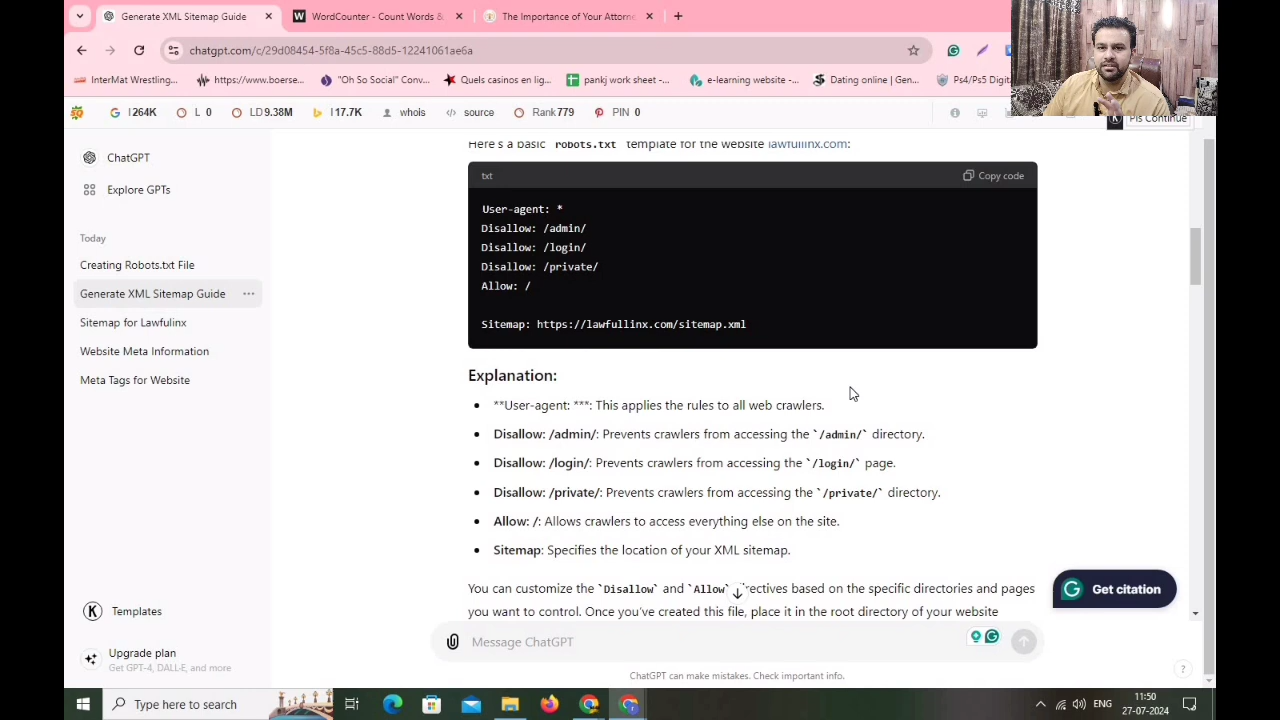 Generate XML Sitemap Guide
WordCounter - Count Words &
The Importance of Your Attorne
chatgpt.com/c/29d08454-5f8a-45c5-88d5-12241061ae6a
InterMat Wrestling...
https://www.boerse...
"Oh So Social" Conv...
Quels casinos en lig...
pankj work sheet -...
e-learning website -...
Dating online | Gen...
Ps4/Ps5 Digit
I 264K
L 0
LD 9.38M
I 17.7K
whois
source
Rank 779
PIN 0
Pls Continue
ChatGPT
Explore GPTs
Today
Creating Robots.txt File
Generate XML Sitemap Guide
Sitemap for Lawfulinx
Website Meta Information
Meta Tags for Website
Templates
Upgrade plan
Get GPT-4, DALL·E, and more
Here's a basic robots.txt template for the website lawfullinx.com:
txt
Copy code
User-agent: *
Disallow: /admin/
Disallow: /login/
Disallow: /private/
Allow: /
Sitemap: https://lawfullinx.com/sitemap.xml
Explanation:
**User-agent: ***: This applies the rules to all web crawlers.
Disallow: /admin/: Prevents crawlers from accessing the `/admin/` directory.
Disallow: /login/: Prevents crawlers from accessing the `/login/` page.
Disallow: /private/: Prevents crawlers from accessing the `/private/` directory.
Allow: /: Allows crawlers to access everything else on the site.
Sitemap: Specifies the location of your XML sitemap.
You can customize the `Disallow` and `Allow` directives based on the specific directories and pages
you want to control. Once you've created this file, place it in the root directory of your website
Get citation
Message ChatGPT
ChatGPT can make mistakes. Check important info.
?
Type here to search
ENG
11:50
27-07-2024